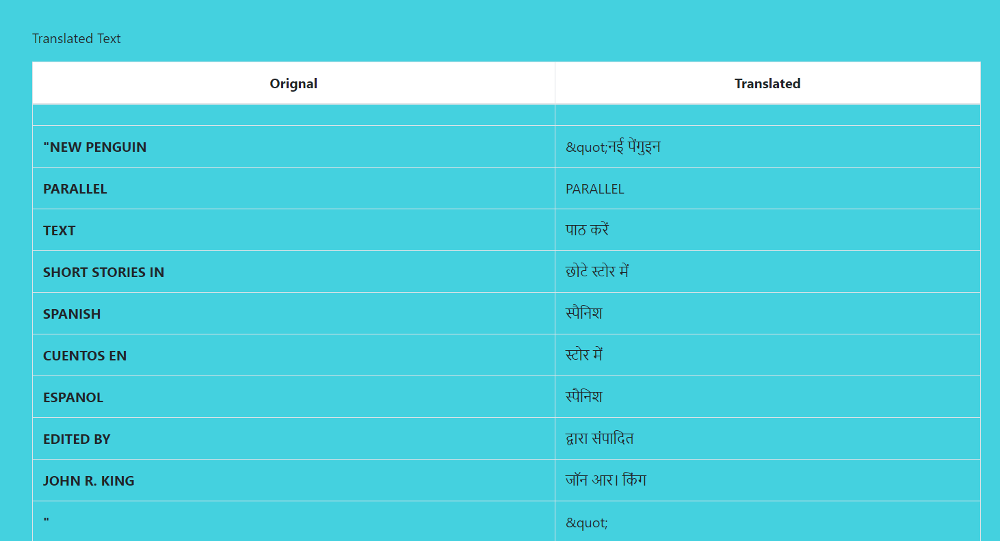 Translated Text
Orignal Translated
"NEW PENGUIN &quot;नई पेंगुइन
PARALLEL PARALLEL
TEXT पाठ करें
SHORT STORIES IN छोटे स्टोर में
SPANISH स्पैनिश
CUENTOS EN स्टोर में
ESPANOL स्पैनिश
EDITED BY द्वारा संपादित
JOHN R. KING जॉन आर। किंग
" &quot;